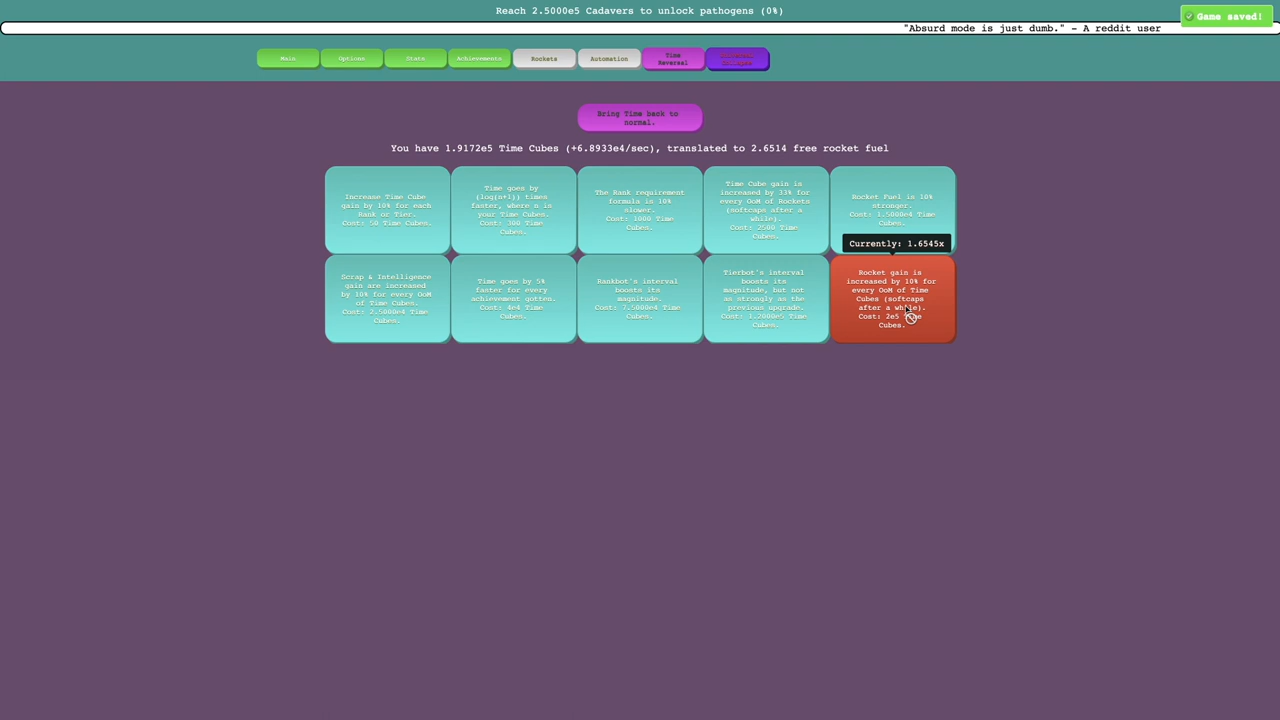 Reach 2.5000e5 Cadavers to unlock pathogens (0%)
Game saved!
"Absurd mode is just dumb." - A reddit user
Main
Options
Stats
Achievements
Rockets
Automation
Time
Reversal
Universal
Collapse
Bring Time back to
normal.
You have 1.9172e5 Time Cubes (+6.8933e4/sec), translated to 2.6514 free rocket fuel
Increase Time Cube
gain by 10% for each
Rank or Tier.
Cost: 50 Time Cubes.
Time goes by
(log(n+1)) times
faster, where n is
your Time Cubes.
Cost: 300 Time
Cubes.
The Rank requirement
formula is 10%
slower.
Cost: 1000 Time
Cubes.
Time Cube gain is
increased by 33% for
every OoM of Rockets
(softcaps after a
while).
Cost: 2500 Time
Cubes.
Rocket Fuel is 10%
stronger.
Cost: 1.5000e4 Time
Cubes.
Currently: 1.6545x
Scrap & Intelligence
gain are increased
by 10% for every OoM
of Time Cubes.
Cost: 2.5000e4 Time
Cubes.
Time goes by 5%
faster for every
achievement gotten.
Cost: 4e4 Time
Cubes.
Rankbot's interval
boosts its
magnitude.
Cost: 7.5000e4 Time
Cubes.
Tierbot's interval
boosts its
magnitude, but not
as strongly as the
previous upgrade.
Cost: 1.2000e5 Time
Cubes.
Rocket gain is
increased by 10% for
every OoM of Time
Cubes (softcaps
after a while).
Cost: 2e5 Time
Cubes.